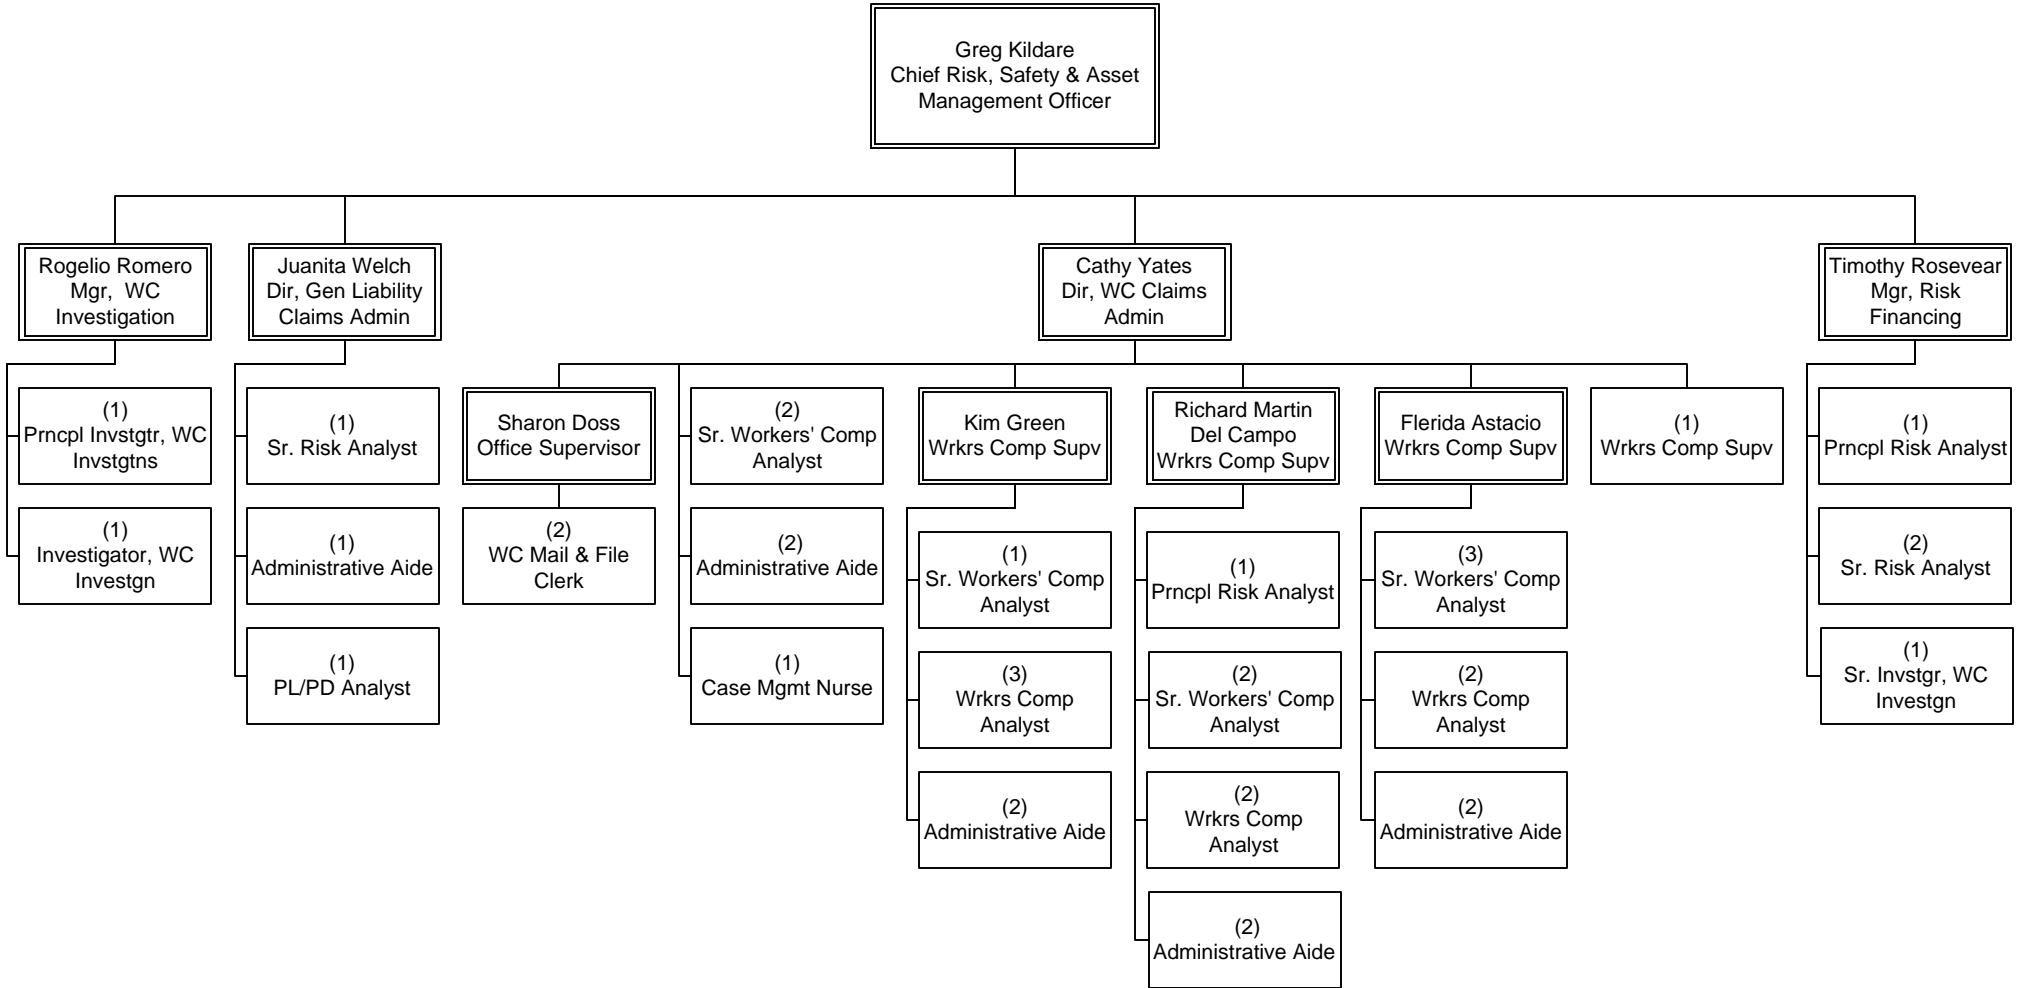 Greg Kildare
Chief Risk, Safety & Asset
Management Officer
Rogelio Romero
Mgr, WC
Investigation
Juanita Welch
Dir, Gen Liability
Claims Admin
Cathy Yates
Dir, WC Claims
Admin
Timothy Rosevear
Mgr, Risk
Financing
(1)
Prncpl Invstgtr, WC
Invstgtns
(1)
Investigator, WC
Investgn
(1)
Sr. Risk Analyst
(1)
Administrative Aide
(1)
PL/PD Analyst
Sharon Doss
Office Supervisor
(2)
WC Mail & File
Clerk
(2)
Sr. Workers' Comp
Analyst
(2)
Administrative Aide
(1)
Case Mgmt Nurse
Kim Green
Wrkrs Comp Supv
(1)
Sr. Workers' Comp
Analyst
(3)
Wrkrs Comp
Analyst
(2)
Administrative Aide
Richard Martin
Del Campo
Wrkrs Comp Supv
(1)
Prncpl Risk Analyst
(2)
Sr. Workers' Comp
Analyst
(2)
Wrkrs Comp
Analyst
(2)
Administrative Aide
Flerida Astacio
Wrkrs Comp Supv
(3)
Sr. Workers' Comp
Analyst
(2)
Wrkrs Comp
Analyst
(2)
Administrative Aide
(1)
Wrkrs Comp Supv
(1)
Prncpl Risk Analyst
(2)
Sr. Risk Analyst
(1)
Sr. Invstgr, WC
Investgn